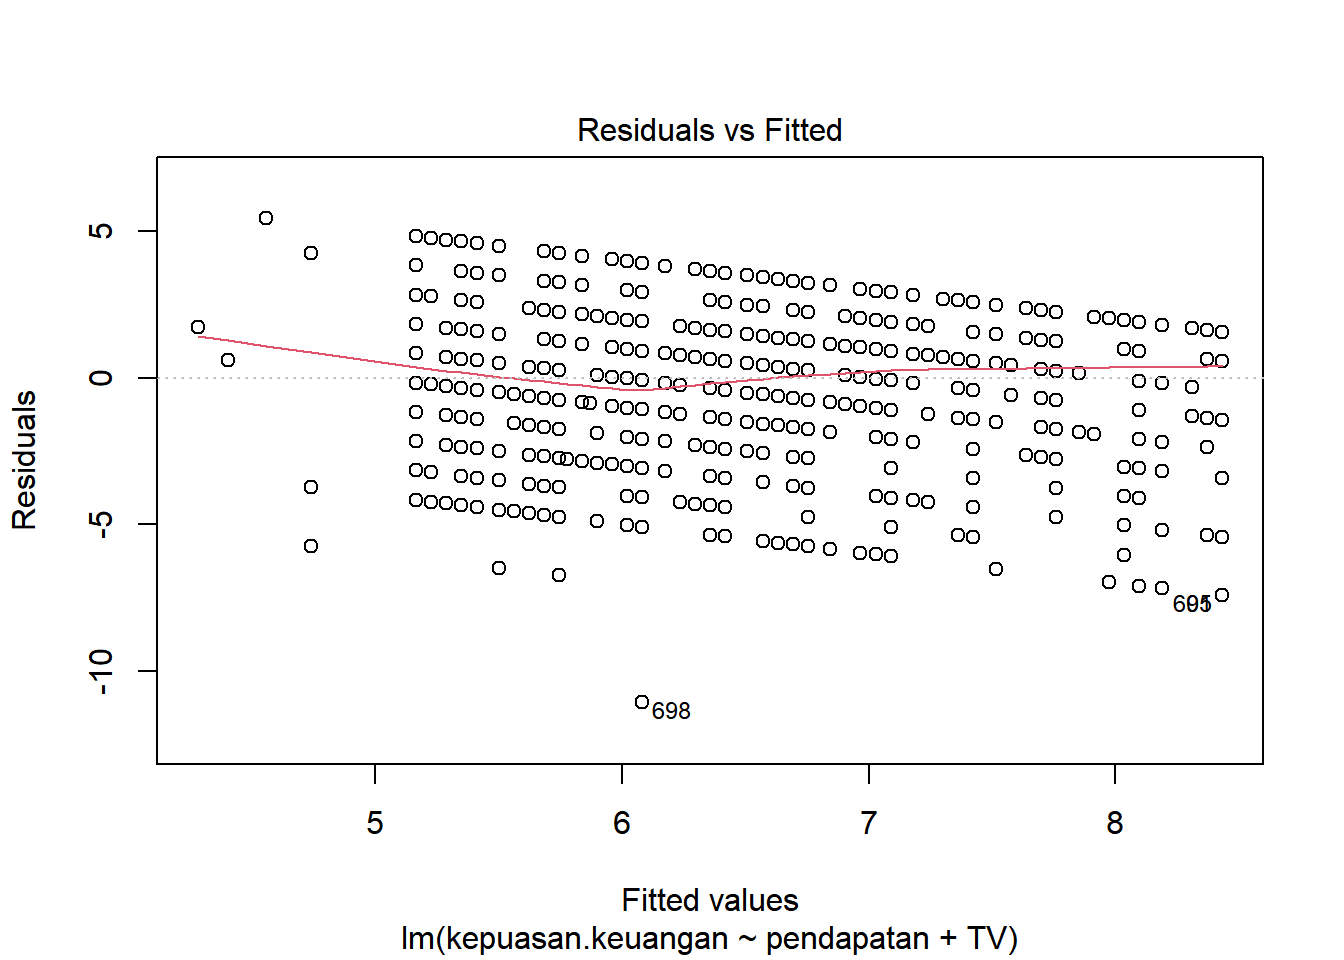 Residuals vs Fitted
Residuals
5
0
-5
-10
698
695
5 6 7 8
Fitted values
lm(kepuasan.keuangan ~ pendapatan + TV)